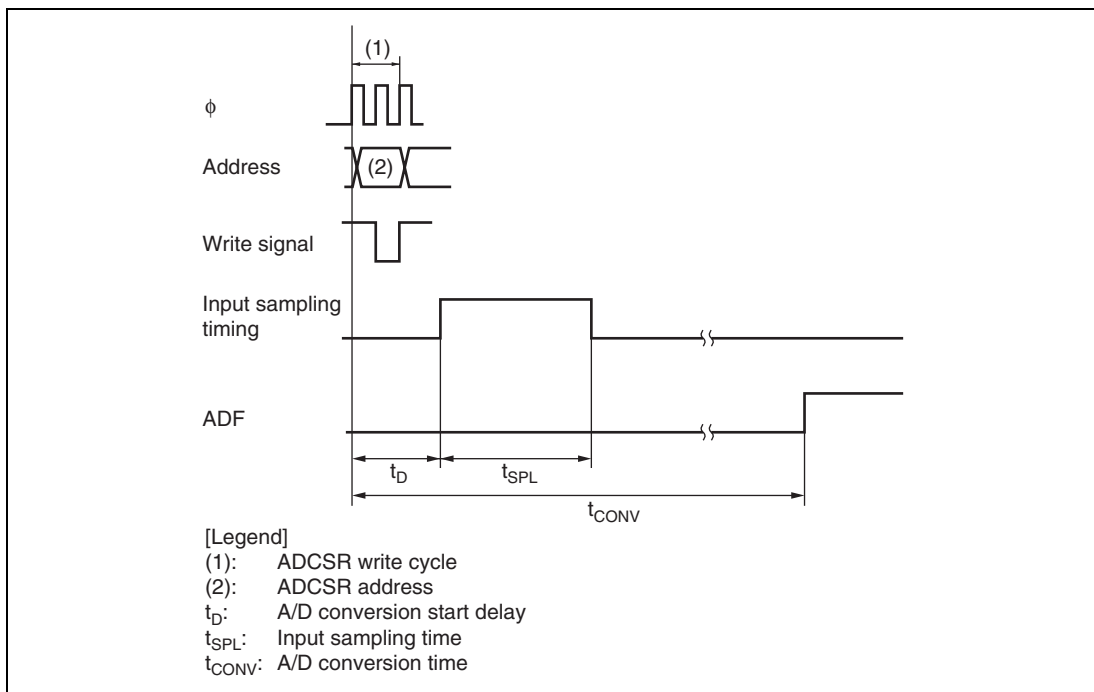 (1)
ϕ
Address
(2)
Write signal
Input sampling
timing
ADF
tD
tSPL
tCONV
[Legend]
(1): ADCSR write cycle
(2): ADCSR address
tD: A/D conversion start delay
tSPL: Input sampling time
tCONV: A/D conversion time